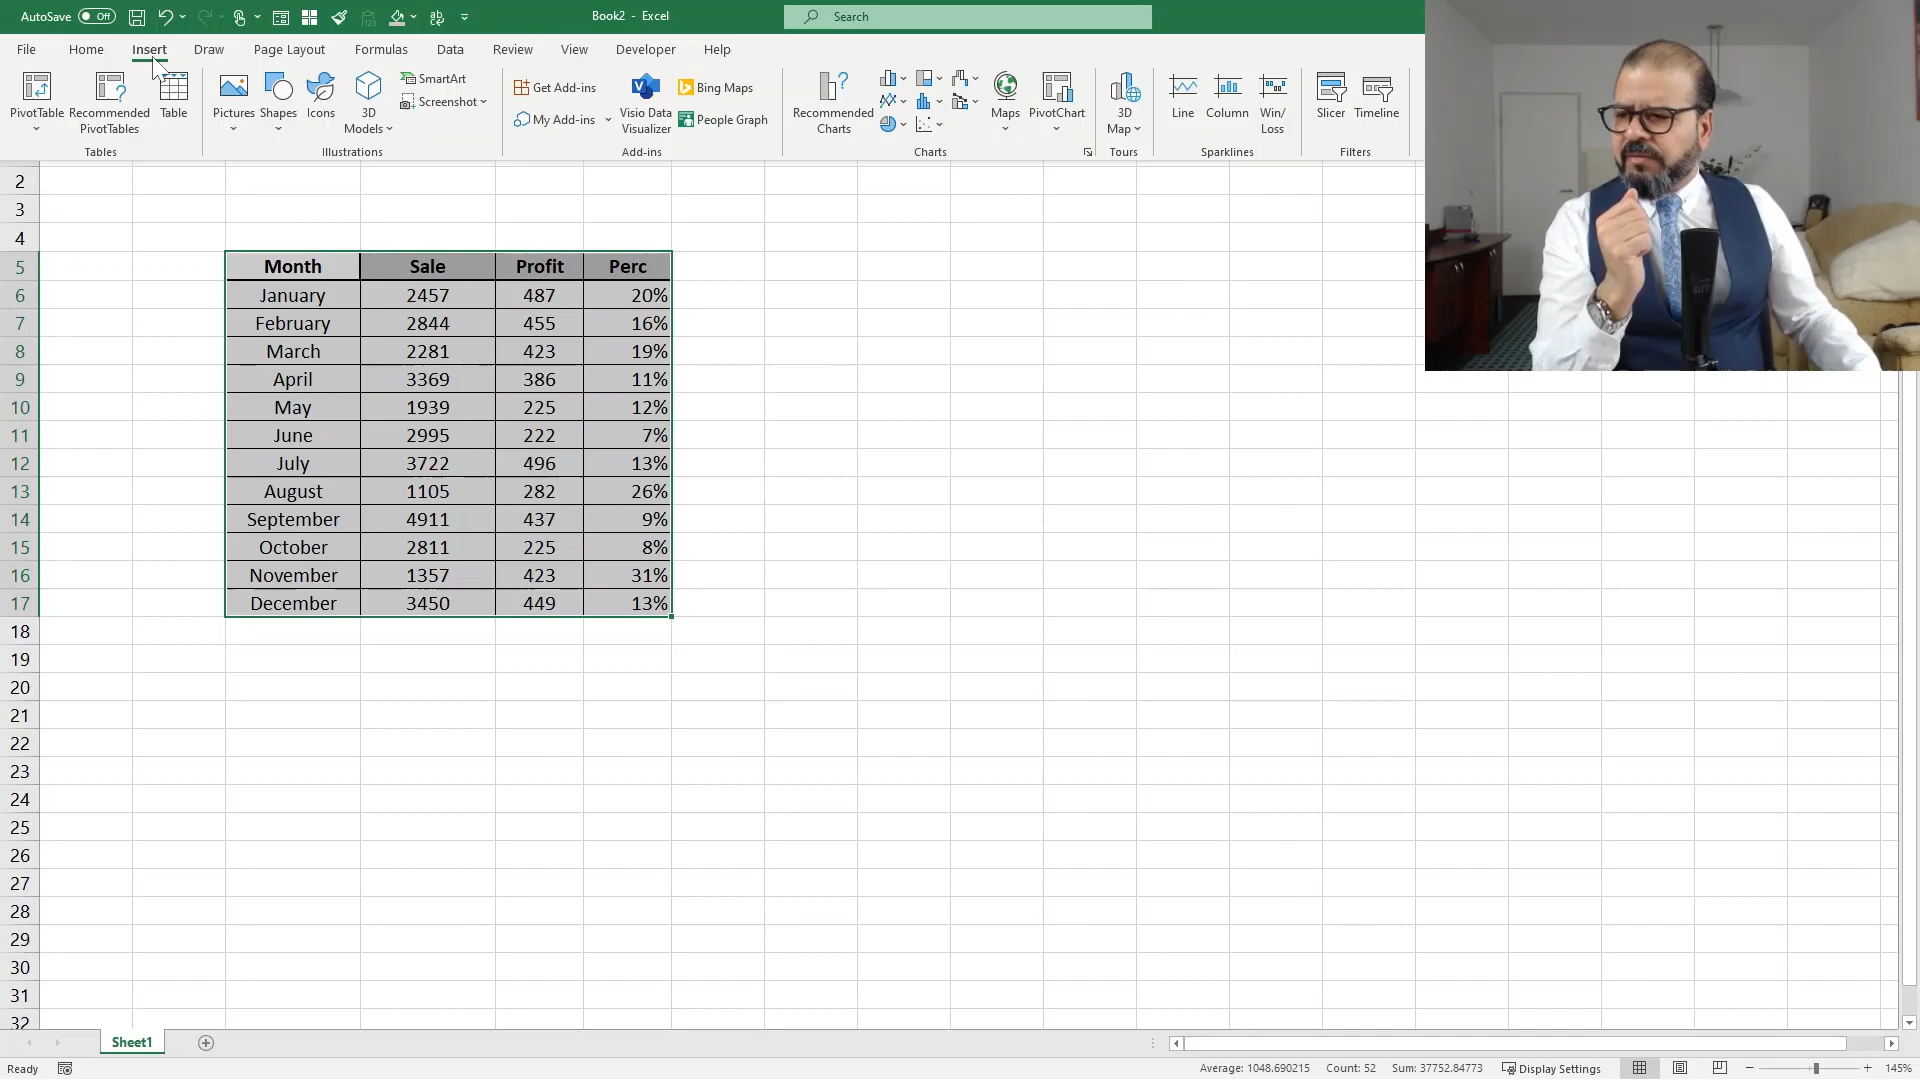 AutoSave Off Book2 - Excel Search
File Home Insert Draw Page Layout Formulas Data Review View Developer Help
PivotTable
Recommended
PivotTables
Table
Tables
Pictures
Shapes
Icons
3D
Models
SmartArt
Screenshot
Illustrations
Get Add-ins
My Add-ins
Visio Data
Visualizer
Bing Maps
People Graph
Add-ins
Recommended
Charts
Maps
PivotChart
Charts
3D
Map
Tours
Line
Column
Win/
Loss
Sparklines
Slicer
Timeline
Filters
2
3
4
5 Month Sale Profit Perc
6 January 2457 487 20%
7 February 2844 455 16%
8 March 2281 423 19%
9 April 3369 386 11%
10 May 1939 225 12%
11 June 2995 222 7%
12 July 3722 496 13%
13 August 1105 282 26%
14 September 4911 437 9%
15 October 2811 225 8%
16 November 1357 423 31%
17 December 3450 449 13%
18
19
20
21
22
23
24
25
26
27
28
29
30
31
32
Sheet1
Ready Average: 1048.690215 Count: 52 Sum: 37752.84773 Display Settings 145%